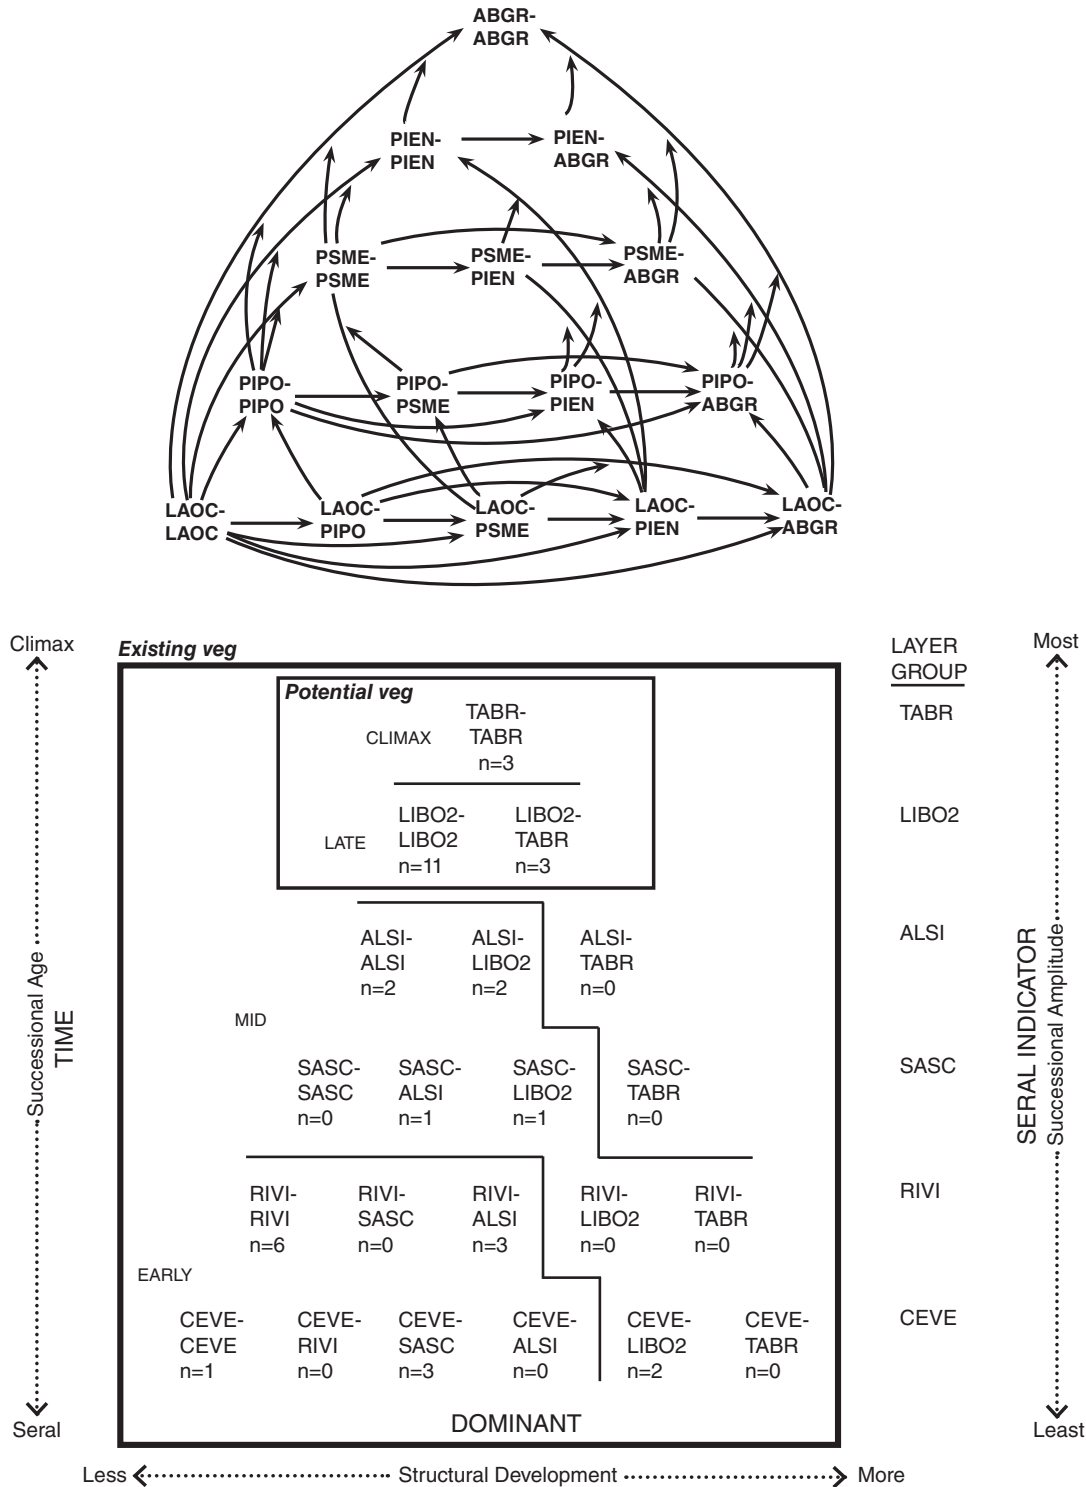 ABGR-
ABGR
PIEN-
PIEN
PIEN-
ABGR
PSME-
PSME
PSME-
PIEN
PSME-
ABGR
PIPO-
PIPO
PIPO-
PSME
PIPO-
PIEN
PIPO-
ABGR
LAOC-
LAOC
LAOC-
PIPO
LAOC-
PSME
LAOC-
PIEN
LAOC-
ABGR
Climax
Successional Age
TIME
Seral
Existing veg
Potential veg
CLIMAX
TABR-
TABR
n=3
LATE
LIBO2-
LIBO2
n=11
LIBO2-
TABR
n=3
ALSI-
ALSI
n=2
ALSI-
LIBO2
n=2
ALSI-
TABR
n=0
MID
SASC-
SASC
n=0
SASC-
ALSI
n=1
SASC-
LIBO2
n=1
SASC-
TABR
n=0
RIVI-
RIVI
n=6
RIVI-
SASC
n=0
RIVI-
ALSI
n=3
RIVI-
LIBO2
n=0
RIVI-
TABR
n=0
EARLY
CEVE-
CEVE
n=1
CEVE-
RIVI
n=0
CEVE-
SASC
n=3
CEVE-
ALSI
n=0
CEVE-
LIBO2
n=2
CEVE-
TABR
n=0
DOMINANT
Less
Structural Development
More
LAYER
GROUP
TABR
LIBO2
ALSI
SASC
RIVI
CEVE
Most
SERAL INDICATOR
Successional Amplitude
Least